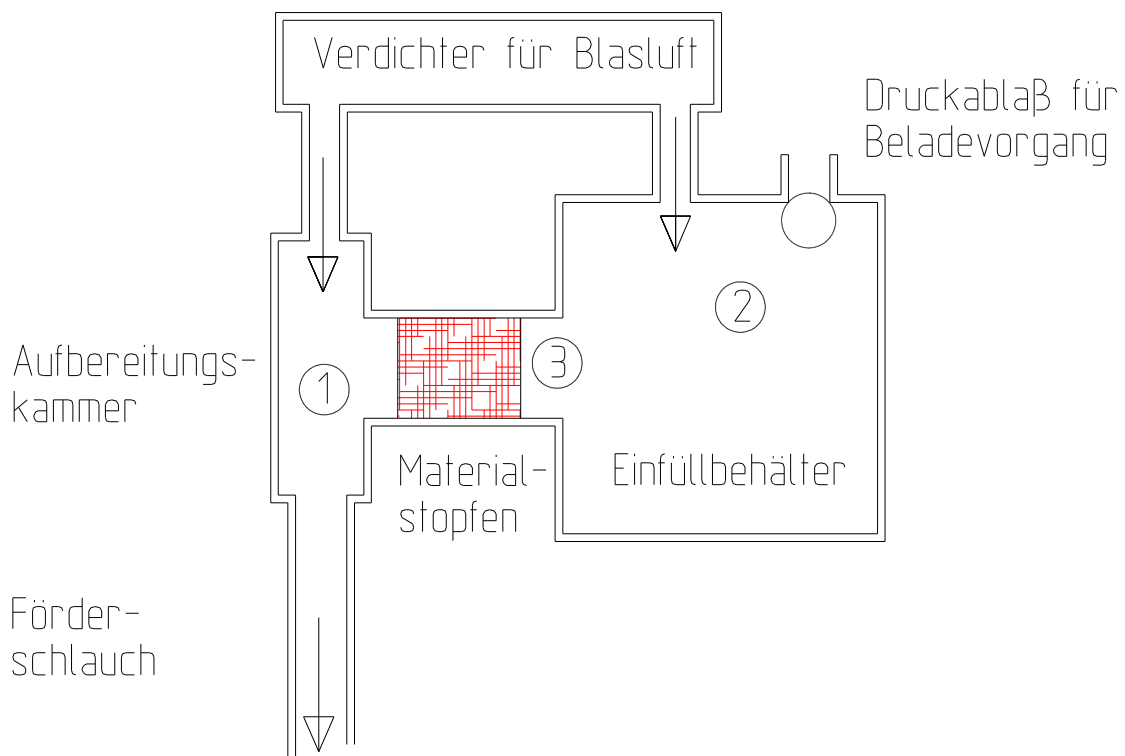 Verdichter für Blasluft
Druckablaß für
Beladevorgang
2
3
1
Aufbereitungs-
kammer
Material-
stopfen
Einfüllbehälter
Förder-
schlauch